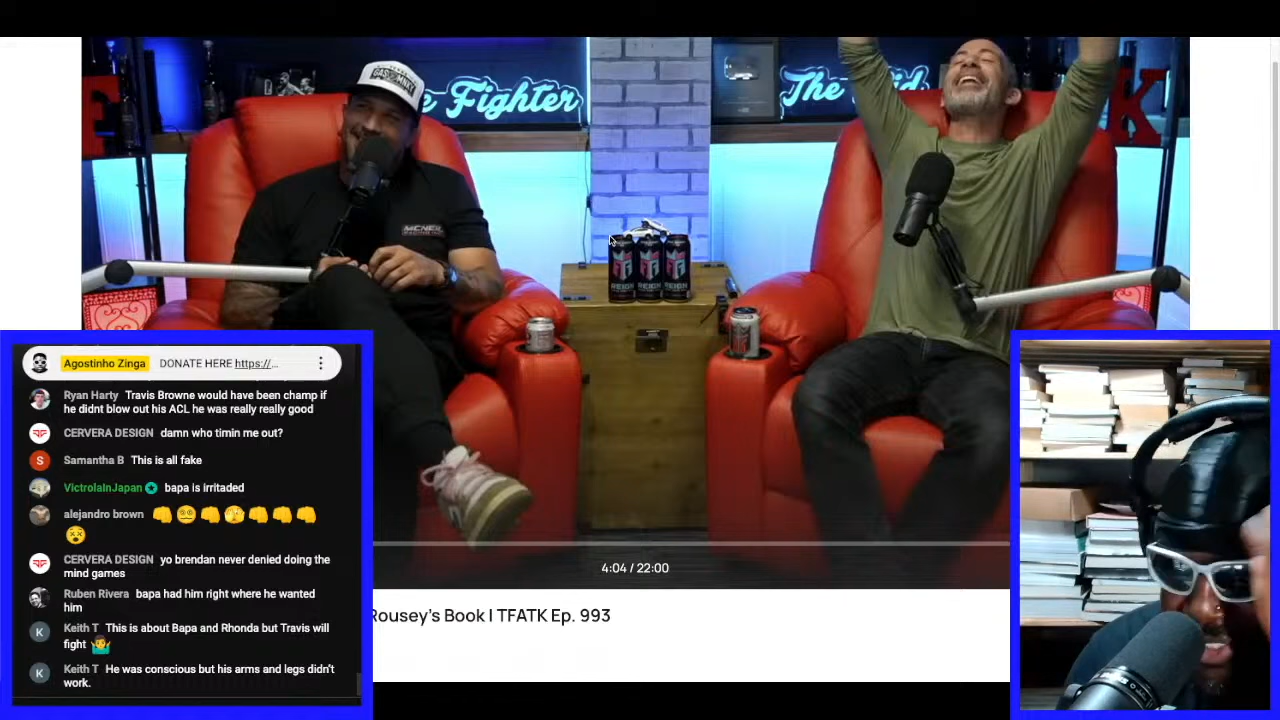 e Fighter
The Kid
K
MCNEIL
REIGN
REIGN
REIGN
4:04 / 22:00
Rousey's Book I TFATK Ep. 993
Agostinho Zinga DONATE HERE https://...
Ryan Harty Travis Browne would have been champ if
he didnt blow out his ACL he was really really good
CERVERA DESIGN damn who timin me out?
S
Samantha B This is all fake
VictrolaInJapan bapa is irritaded
alejandro brown 👊😵‍💫👊🫣👊👊👊
😵
CERVERA DESIGN yo brendan never denied doing the
mind games
Ruben Rivera bapa had him right where he wanted
him
K
Keith T This is about Bapa and Rhonda but Travis will
fight 🤷‍♂️
K
Keith T He was conscious but his arms and legs didn't
work.